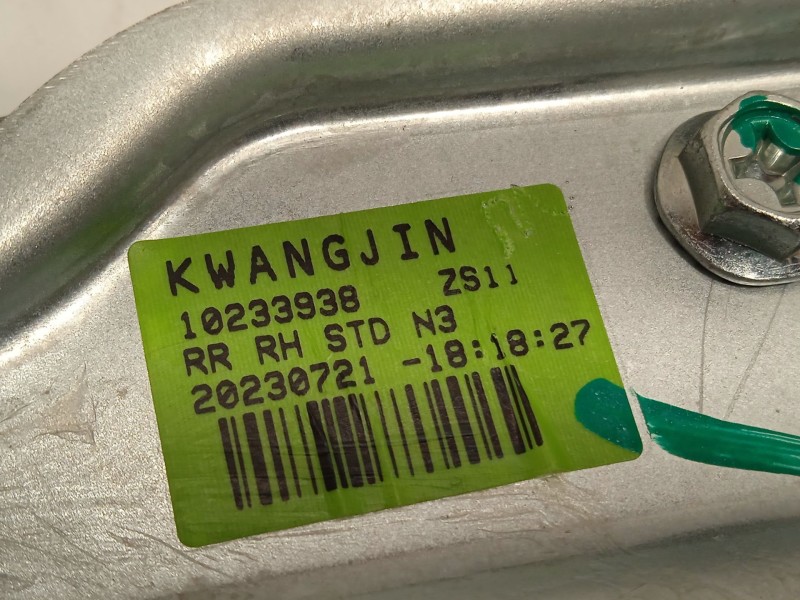 KWANGJIN
10233938 ZS11
RR RH STD N3
20230721 -18:18:27